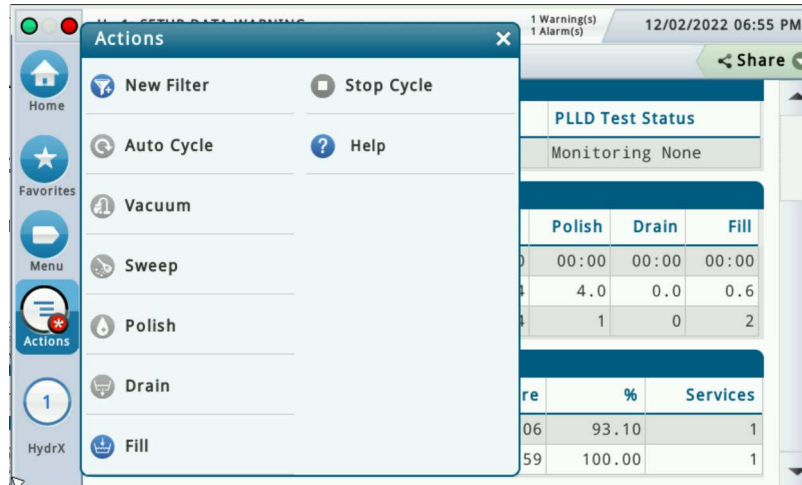 1 Warning(s)
1 Alarm(s)
12/02/2022 06:55 PM
Share
Home
Favorites
Menu
Actions
1
HydrX
Actions
New Filter
Stop Cycle
Auto Cycle
Help
Vacuum
Sweep
Polish
Drain
Fill
PLLD Test Status
Monitoring None
Polish Drain Fill
00:00 00:00 00:00
4.0 0.0 0.6
1 0 2
re % Services
06 93.10 1
59 100.00 1